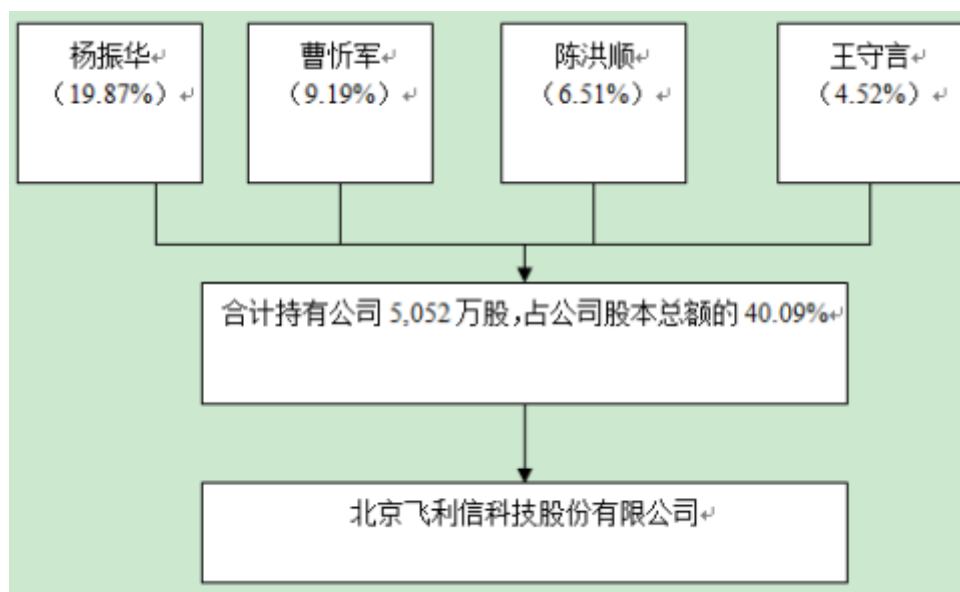 杨振华
（19.87%）
曹忻军
（9.19%）
陈洪顺
（6.51%）
王守言
（4.52%）
合计持有公司 5,052 万股，占公司股本总额的 40.09%
北京飞利信科技股份有限公司